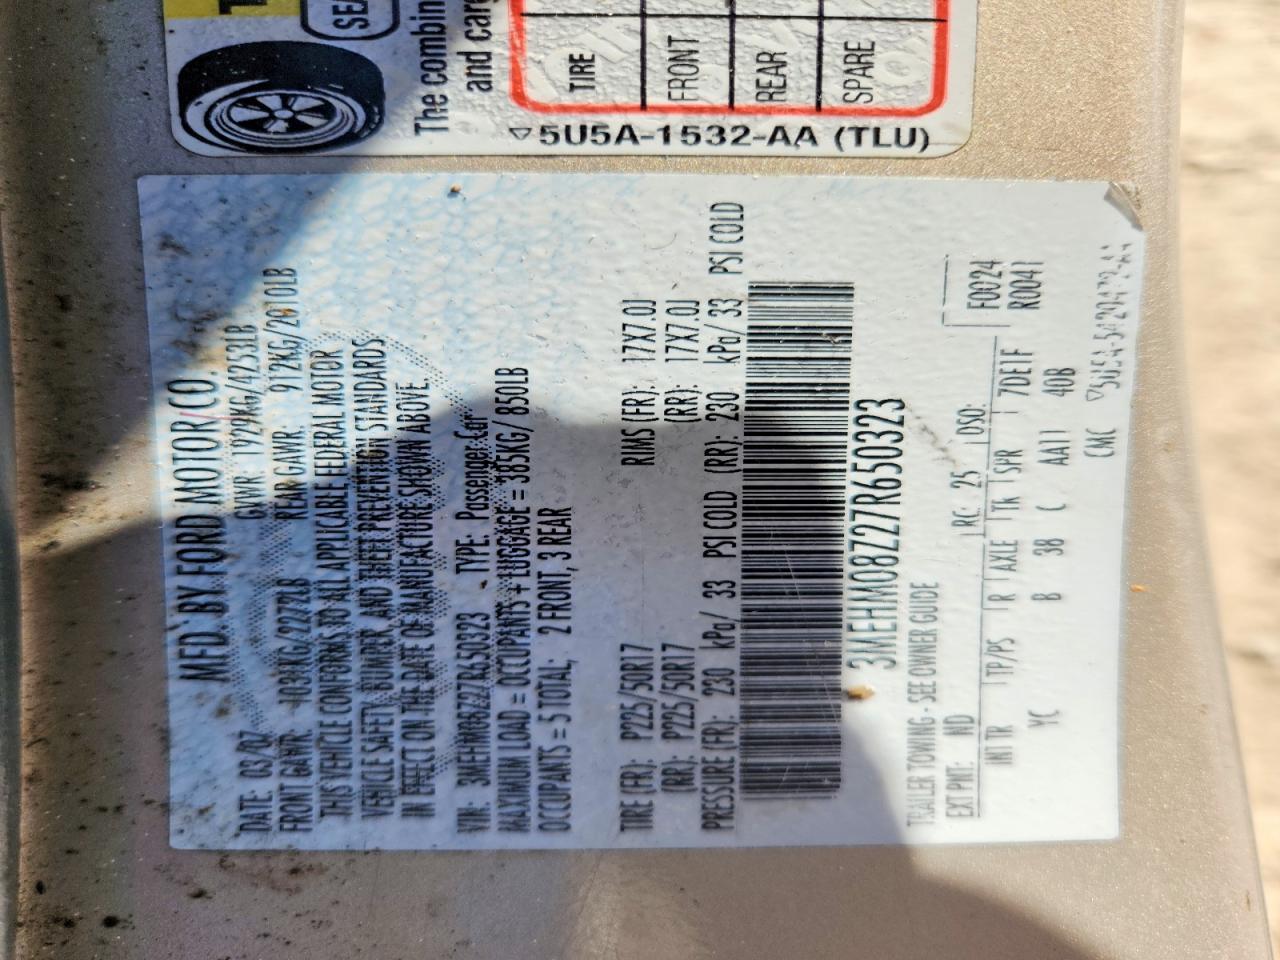 SEA
The combin
and carg
TIRE
FRONT
REAR
SPARE
5U5A-1532-AA (TLU)
MFD. BY FORD MOTOR CO.
DATE: 03/07 GVWR: 1929KG/4253LB
FRONT GAWR: 1039KG/2272LB REAR GAWR: 912KG/2010LB
THIS VEHICLE CONFORMS TO ALL APPLICABLE FEDERAL MOTOR
VEHICLE SAFETY, BUMPER, AND THEFT PREVENTION STANDARDS
IN EFFECT ON THE DATE OF MANUFACTURE SHOWN ABOVE.
VIN: 3MEHM08Z27R650323 TYPE: Passenger Car
MAXIMUM LOAD = OCCUPANTS + LUGGAGE = 385KG/ 850LB
OCCUPANTS = 5 TOTAL; 2 FRONT, 3 REAR
TIRE (FR): P225/50R17 RIMS (FR): 17X7.0J
(RR): P225/50R17 (RR): 17X7.0J
PRESSURE (FR): 230 kPa/ 33 PSI COLD (RR): 230 kPa/ 33 PSI COLD
3MEHM08Z27R650323
TRAILER TOWING - SEE OWNER GUIDE
EXT PNT: ND RC: 25 DSO: F0024
INT TR TP/PS R AXLE TR SPR 7DE1F R0041
YC B 38 C AA11 40B
CMC